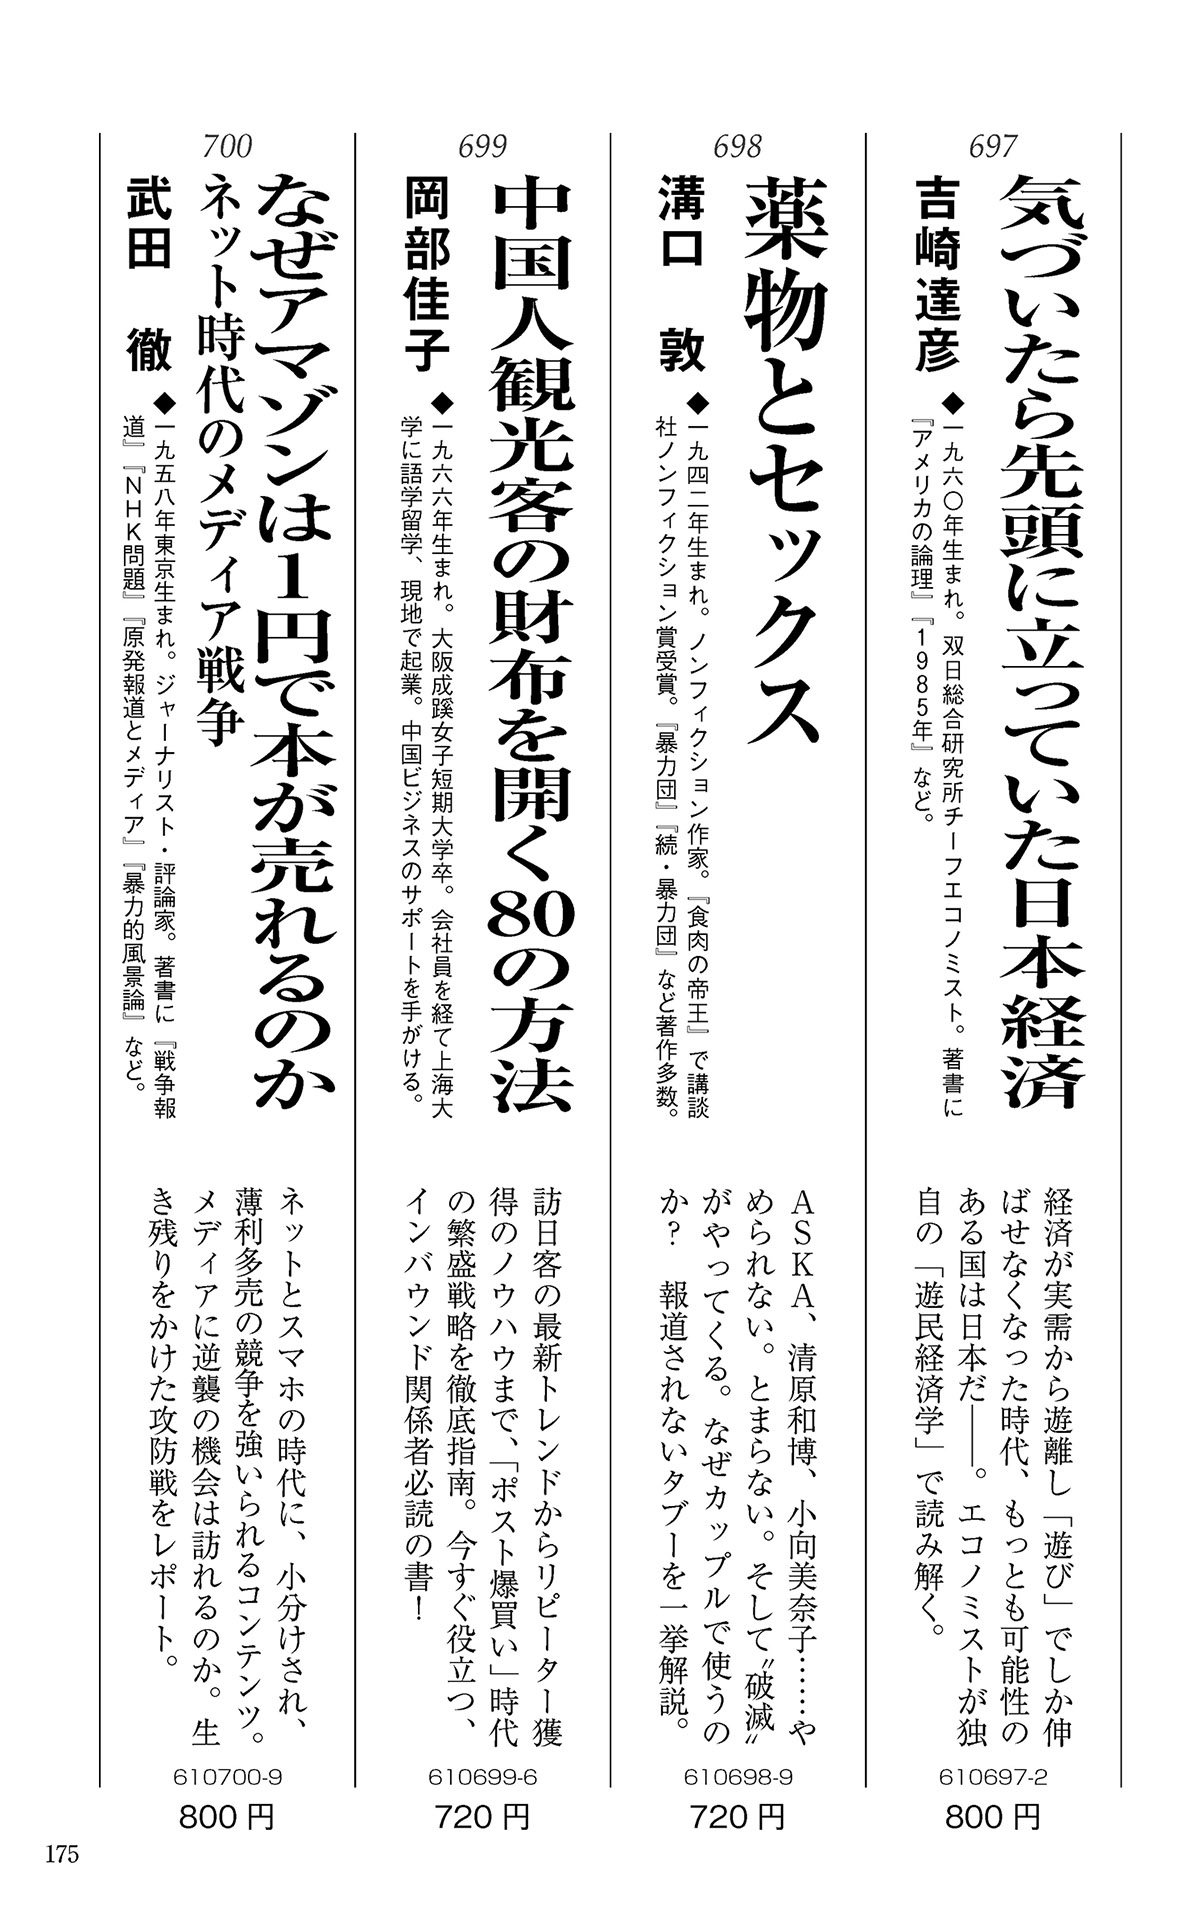 697
気づいたら先頭に立っていた日本経済
吉崎達彦
◆一九六〇年生まれ。双日総合研究所チーフエコノミスト。著書に
『アメリカの論理』『1985年』など。
経済が実需から遊離し「遊び」でしか伸
ばせなくなった時代、もっとも可能性の
ある国は日本だ――。エコノミストが独
自の「遊民経済学」で読み解く。
610697-2
800円
698
薬物とセックス
溝口 敦
◆一九四二年生まれ。ノンフィクション作家。『食肉の帝王』で講談
社ノンフィクション賞受賞。『暴力団』『続・暴力団』など著作多数。
ASKA、清原和博、小向美奈子……や
められない。とまらない。そして〝破滅〟
がやってくる。なぜカップルで使うの
か? 報道されないタブーを一挙解説。
610698-9
720円
699
中国人観光客の財布を開く80の方法
岡部佳子
◆一九六六年生まれ。大阪成蹊女子短期大学卒。会社員を経て上海大
学に語学留学、現地で起業。中国ビジネスのサポートを手がける。
訪日客の最新トレンドからリピーター獲
得のノウハウまで、「ポスト爆買い」時代
の繁盛戦略を徹底指南。今すぐ役立つ、
インバウンド関係者必読の書!
610699-6
720円
700
なぜアマゾンは1円で本が売れるのか
ネット時代のメディア戦争
武田 徹
◆一九五八年東京生まれ。ジャーナリスト・評論家。著書に『戦争報
道』『NHK問題』『原発報道とメディア』『暴力的風景論』など。
ネットとスマホの時代に、小分けされ、
薄利多売の競争を強いられるコンテンツ。
メディアに逆襲の機会は訪れるのか。生
き残りをかけた攻防戦をレポート。
610700-9
800円
175